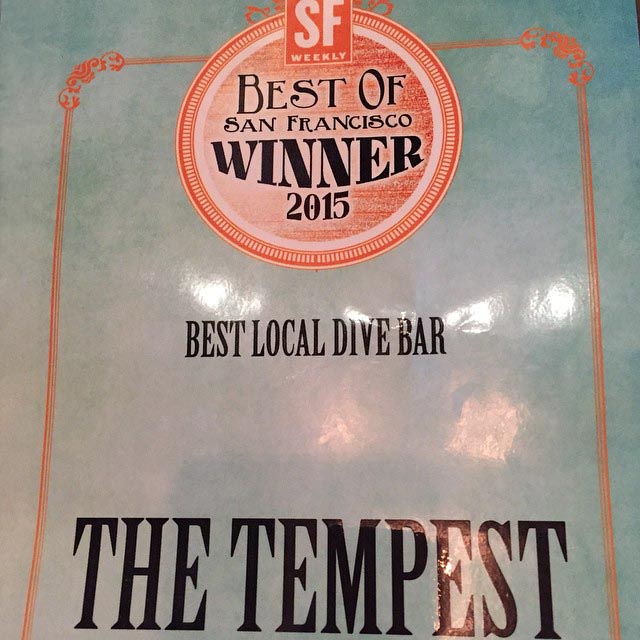 SF
WEEKLY
BEST OF
SAN FRANCISCO
WINNER
2015
BEST LOCAL DIVE BAR
THE TEMPEST